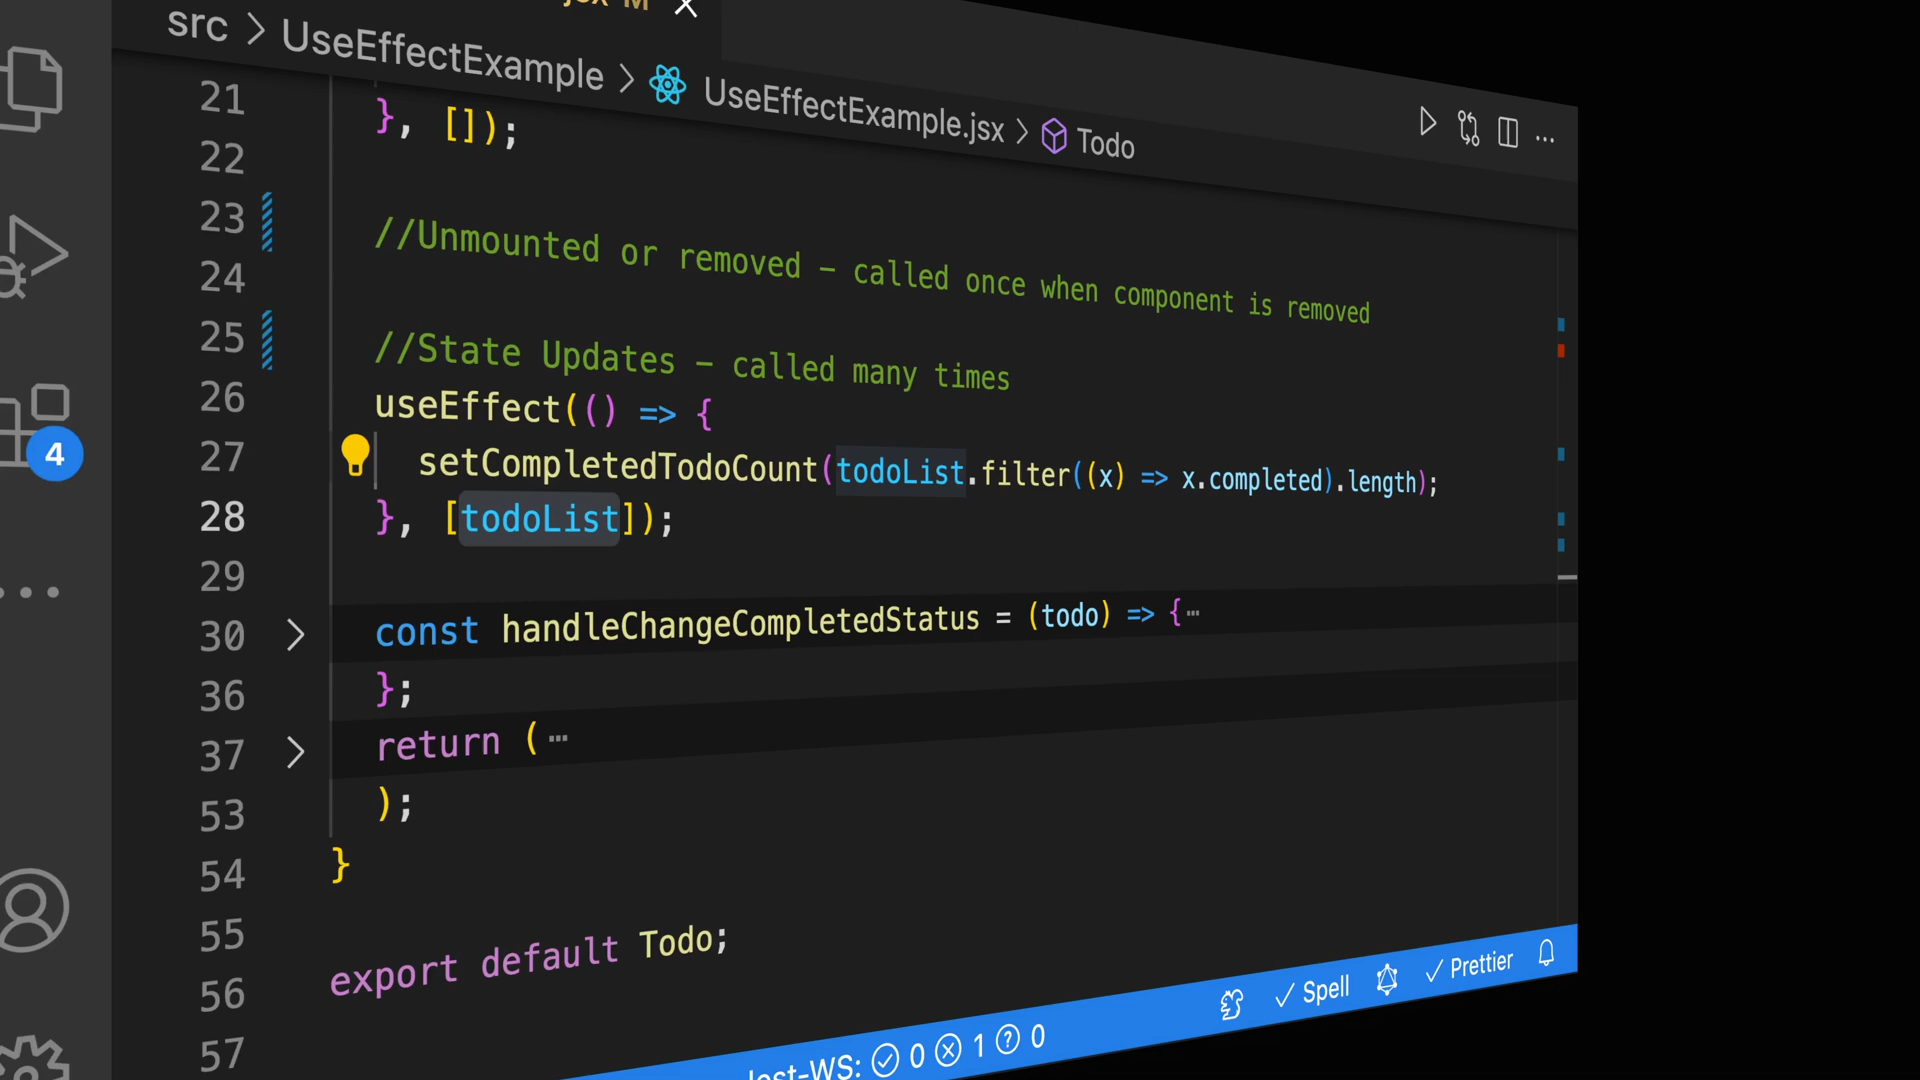 .jsx M
src > UseEffectExample > UseEffectExample.jsx > Todo
21 }, []);
22
23 //Unmounted or removed – called once when component is removed
24
25 //State Updates – called many times
26 useEffect(() => {
27 setCompletedTodoCount(todoList.filter((x) => x.completed).length);
28 }, [todoList]);
29
30 const handleChangeCompletedStatus = (todo) => {…
36 };
37 return (…
53 );
54 }
55
56 export default Todo;
57
4
-WS: 0 1 0
Spell
Prettier